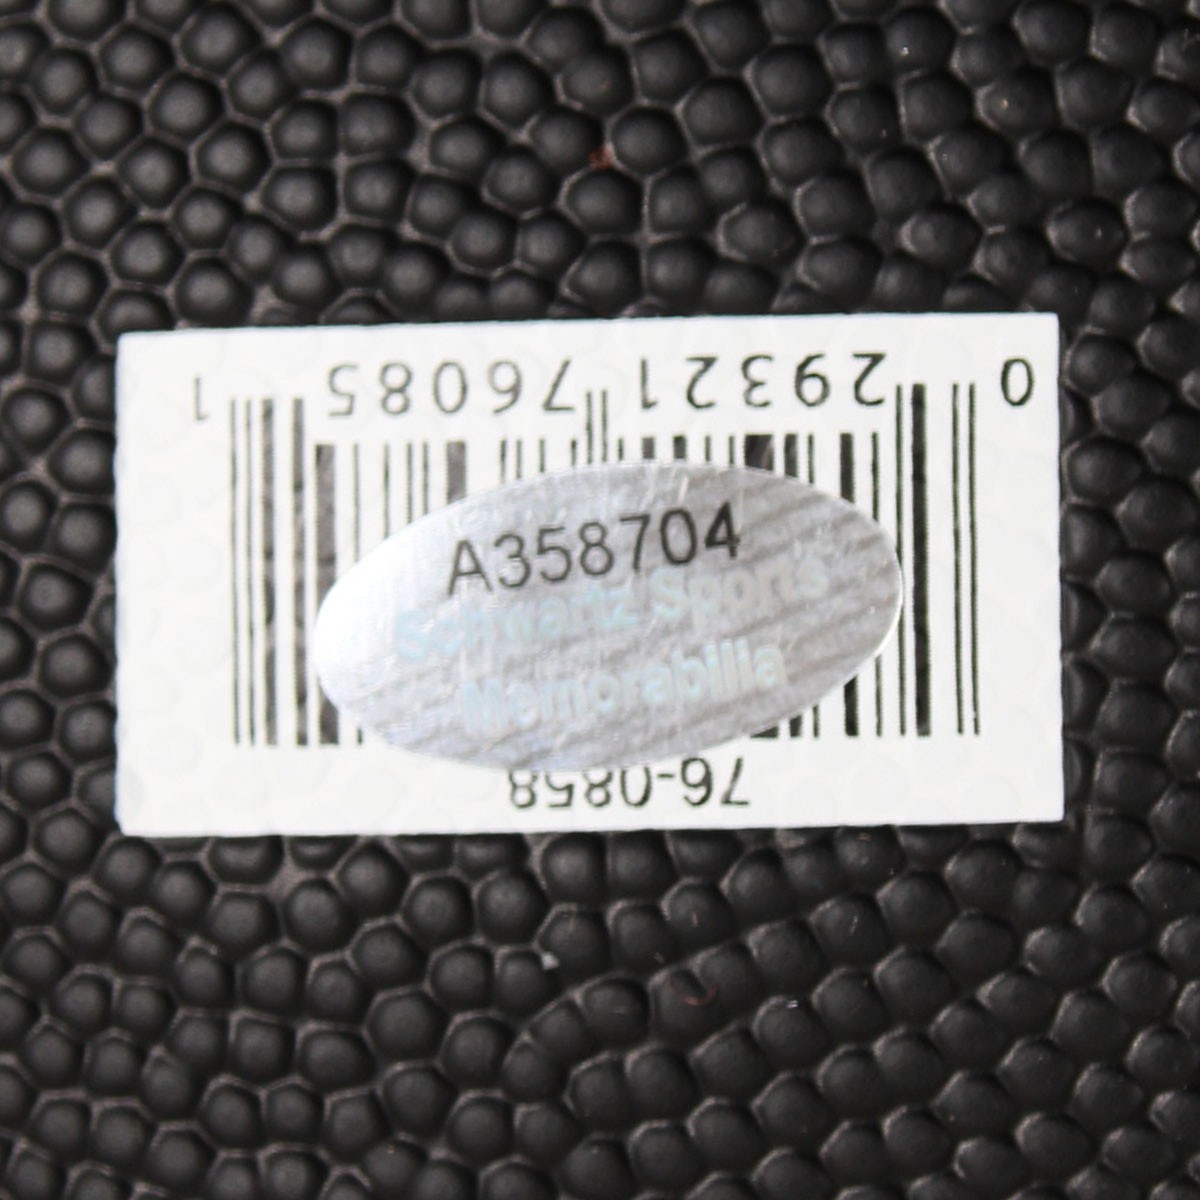 0 29321 76085 1
A358704
Schwartz Sports
Memorabilia
76-0858